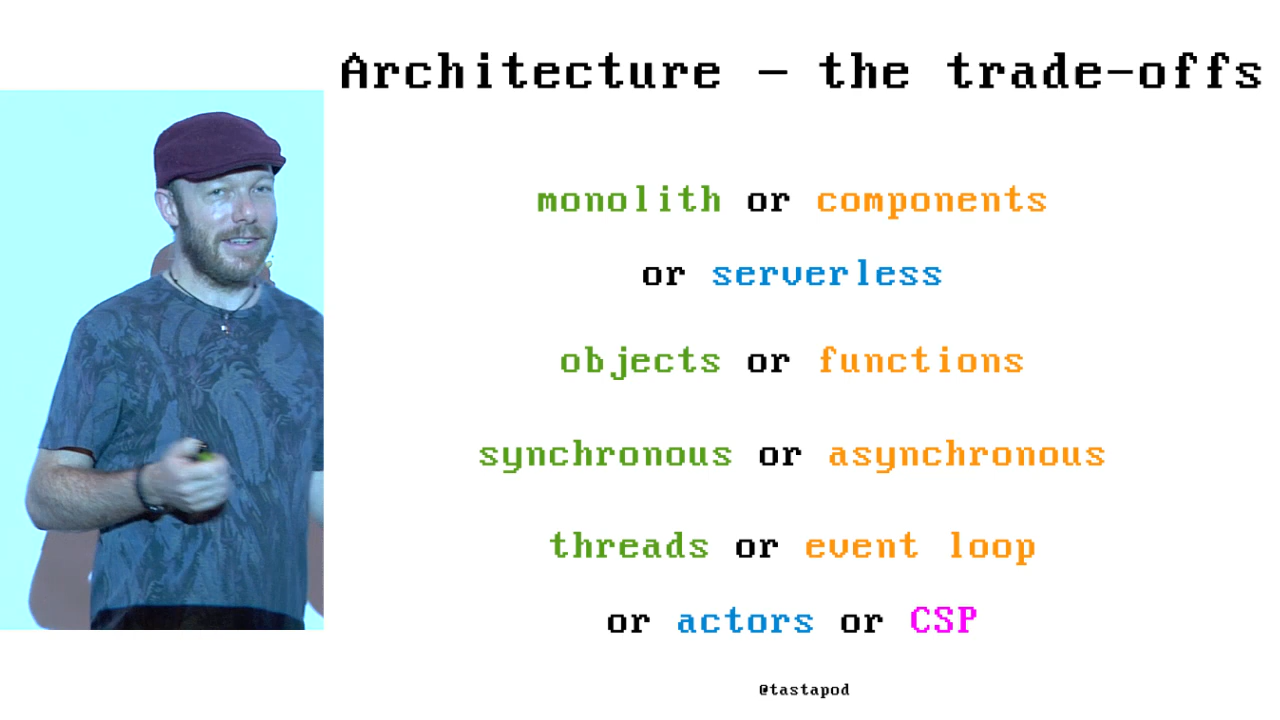 Architecture – the trade-offs
monolith or components
or serverless
objects or functions
synchronous or asynchronous
threads or event loop
or actors or CSP
@tastapod